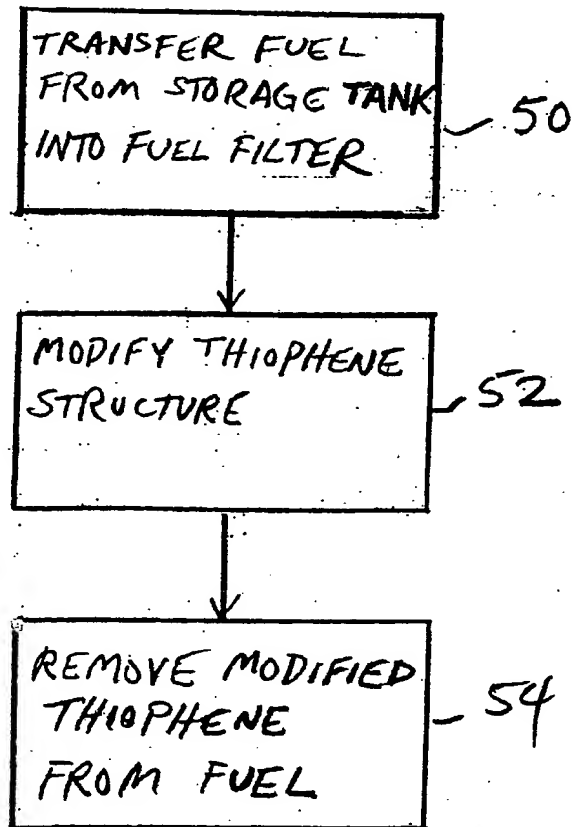 TRANSFER FUEL
FROM STORAGE TANK
INTO FUEL FILTER
50
MODIFY THIOPHENE
STRUCTURE
52
REMOVE MODIFIED
THIOPHENE
FROM FUEL
54